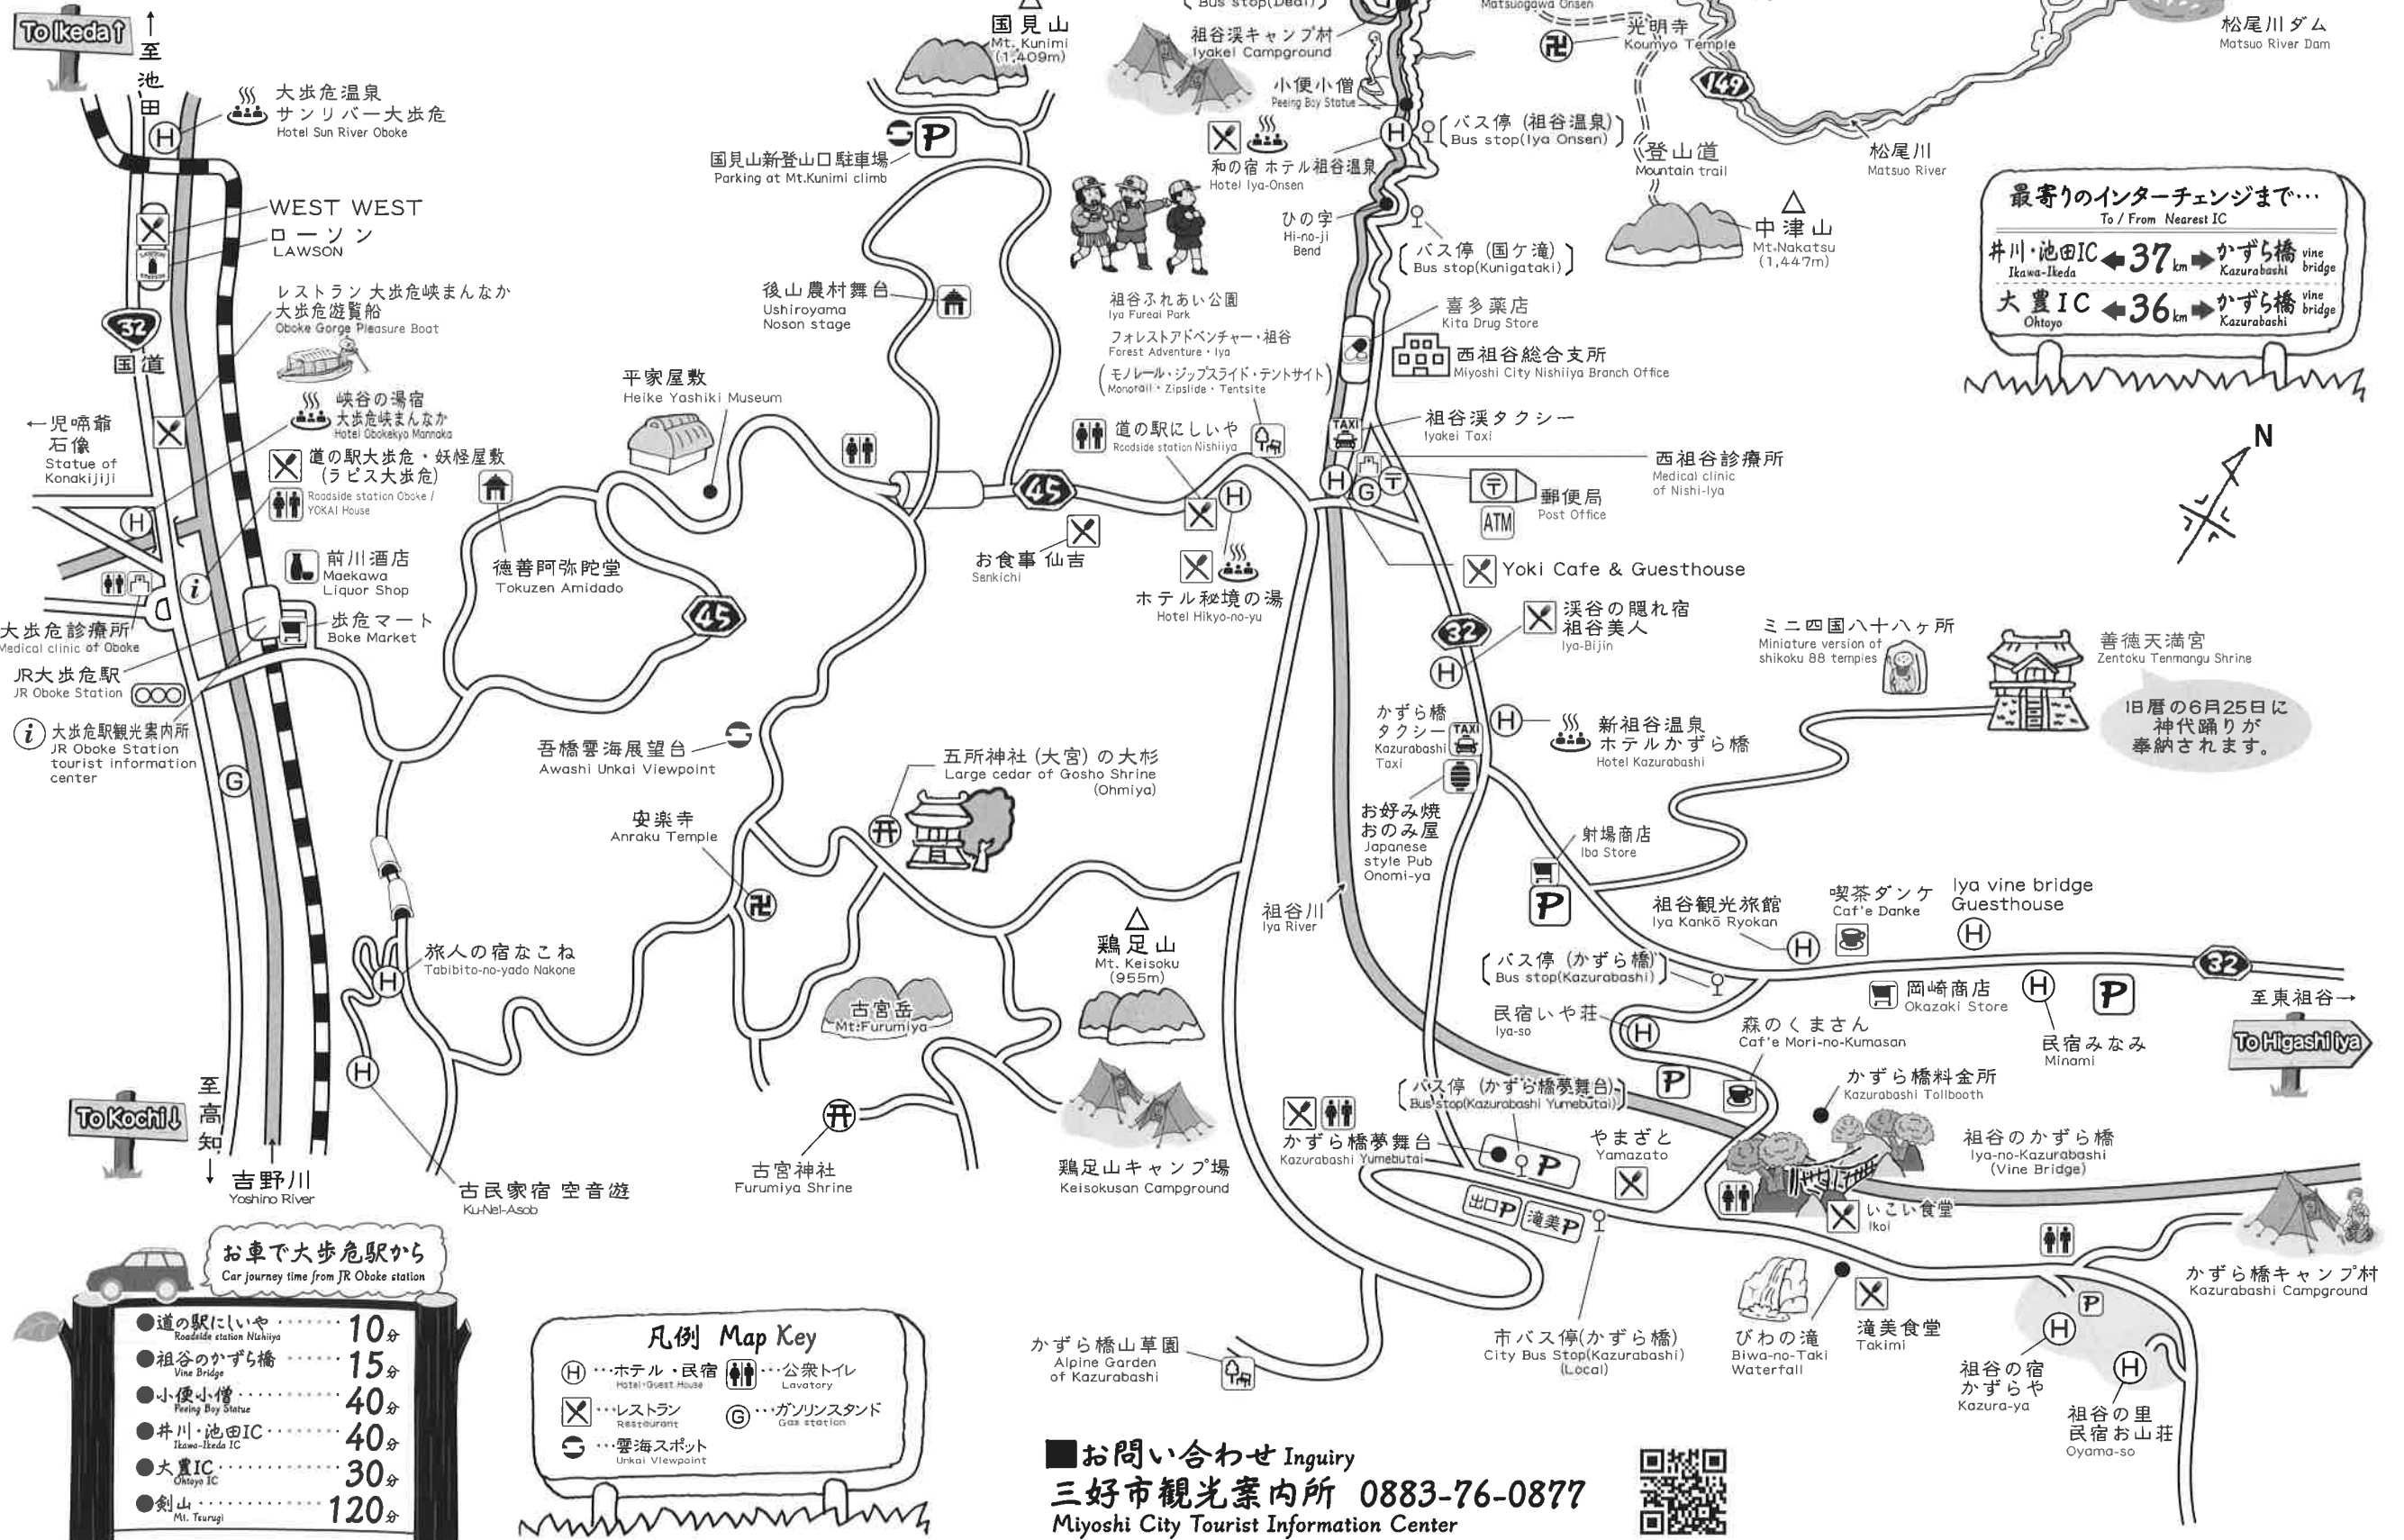 To Ikeda↑
↑至池田
大歩危温泉
サンリバー大歩危
Hotel Sun River Oboke
WEST WEST
ローソン
LAWSON
レストラン 大歩危峡まんなか
大歩危遊覧船
Oboke Gorge Pleasure Boat
32
国道
峡谷の湯宿
大歩危峡まんなか
Hotel Obokekyo Mannaka
←児啼爺
石像
Statue of
Konakijiji
道の駅大歩危・妖怪屋敷
(ラピス大歩危)
Roadside station Oboke /
YOKAI House
前川酒店
Maekawa
Liquor Shop
歩危マート
Boke Market
大歩危診療所
Medical clinic of Oboke
JR大歩危駅
JR Oboke Station
大歩危駅観光案内所
JR Oboke Station
tourist information
center
To Kochi↓
至高知↓
吉野川
Yoshino River
国見山
Mt. Kunimi
(1,409m)
国見山新登山口駐車場
Parking at Mt.Kunimi climb
後山農村舞台
Ushiroyama
Noson stage
平家屋敷
Heike Yashiki Museum
徳善阿弥陀堂
Tokuzen Amidado
45
45
吾橋雲海展望台
Awashi Unkai Viewpoint
五所神社(大宮)の大杉
Large cedar of Gosho Shrine
(Ohmiya)
安楽寺
Anraku Temple
旅人の宿なこね
Tabibito-no-yado Nakone
古宮岳
Mt.Furumiya
鶏足山
Mt. Keisoku
(955m)
古宮神社
Furumiya Shrine
鶏足山キャンプ場
Keisokusan Campground
古民家宿 空音遊
Ku-Nel-Asob
Bus stop(Deai)
祖谷渓キャンプ村
Iyakei Campground
小便小僧
Peeing Boy Statue
バス停(祖谷温泉)
Bus stop(Iya Onsen)
和の宿 ホテル祖谷温泉
Hotel Iya-Onsen
ひの字
Hi-no-ji
Bend
バス停(国ケ滝)
Bus stop(Kunigataki)
Matsuogawa Onsen
光明寺
Koumyo Temple
登山道
Mountain trail
149
松尾川
Matsuo River
松尾川ダム
Matsuo River Dam
中津山
Mt.Nakatsu
(1,447m)
最寄りのインターチェンジまで…
To / From Nearest IC
井川・池田IC ⬅37km➡ かずら橋 vine bridge
Ikawa-Ikeda Kazurabashi
大豊IC ⬅36km➡ かずら橋 vine bridge
Ohtoyo Kazurabashi
N
祖谷ふれあい公園
Iya Fureai Park
フォレストアドベンチャー・祖谷
Forest Adventure・Iya
(モノレール・ジップスライド・テントサイト)
Monorail・Zipslide・Tentsite
喜多薬店
Kita Drug Store
西祖谷総合支所
Miyoshi City Nishiiya Branch Office
道の駅にしいや
Roadside station Nishiiya
祖谷渓タクシー
Iyakei Taxi
西祖谷診療所
Medical clinic
of Nishi-Iya
郵便局
Post Office
ATM
お食事 仙吉
Senkichi
ホテル秘境の湯
Hotel Hikyo-no-yu
Yoki Cafe & Guesthouse
渓谷の隠れ宿
祖谷美人
Iya-Bijin
32
ミニ四国八十八ヶ所
Miniature version of
shikoku 88 temples
善徳天満宮
Zentoku Tenmangu Shrine
旧暦の6月25日に
神代踊りが
奉納されます。
かずら橋
タクシー
Kazurabashi
Taxi
TAXI
TAXI
新祖谷温泉
ホテルかずら橋
Hotel Kazurabashi
お好み焼
おのみ屋
Japanese
style Pub
Onomi-ya
射場商店
Iba Store
祖谷川
Iya River
祖谷観光旅館
Iya Kankō Ryokan
喫茶ダンケ
Caf'e Danke
Iya vine bridge
Guesthouse
バス停(かずら橋)
Bus stop(Kazurabashi)
32
民宿いや荘
Iya-so
岡崎商店
Okazaki Store
民宿みなみ
Minami
至東祖谷→
To Higashiiya
森のくまさん
Caf'e Mori-no-Kumasan
かずら橋料金所
Kazurabashi Tollbooth
バス停(かずら橋夢舞台)
Bus stop(Kazurabashi Yumebutai)
かずら橋夢舞台
Kazurabashi Yumebutai
やまざと
Yamazato
祖谷のかずら橋
Iya-no-Kazurabashi
(Vine Bridge)
出口P
滝美P
いこい食堂
Ikoi
かずら橋キャンプ村
Kazurabashi Campground
かずら橋山草園
Alpine Garden
of Kazurabashi
市バス停(かずら橋)
City Bus Stop(Kazurabashi)
(Local)
びわの滝
Biwa-no-Taki
Waterfall
滝美食堂
Takimi
祖谷の宿
かずらや
Kazura-ya
祖谷の里
民宿お山荘
Oyama-so
お車で大歩危駅から
Car journey time from JR Oboke station
●道の駅にしいや ······· 10分
Roadside station Nishiiya
●祖谷のかずら橋 ······ 15分
Vine Bridge
●小便小僧 ·········· 40分
Peeing Boy Statue
●井川・池田IC ········ 40分
Ikawa-Ikeda IC
●大豊IC ············ 30分
Ohtoyo IC
●剣山 ············ 120分
Mt. Tsurugi
凡例 Map Key
Ⓗ …ホテル・民宿
Hotel・Guest House
…公衆トイレ
Lavatory
…レストラン
Restaurant
Ⓖ …ガソリンスタンド
Gas station
…雲海スポット
Unkai Viewpoint
■お問い合わせ Inguiry
三好市観光案内所 0883-76-0877
Miyoshi City Tourist Information Center